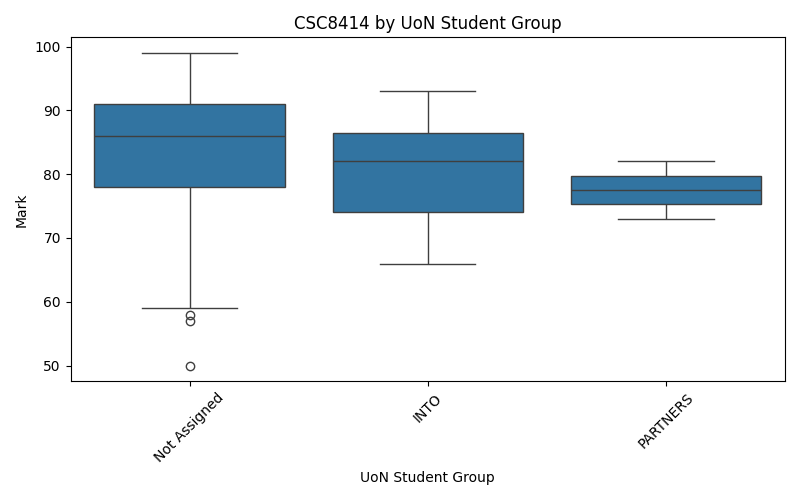 CSC8414 by UoN Student Group
Mark
100
90
80
70
60
50
Not Assigned
INTO
PARTNERS
UoN Student Group